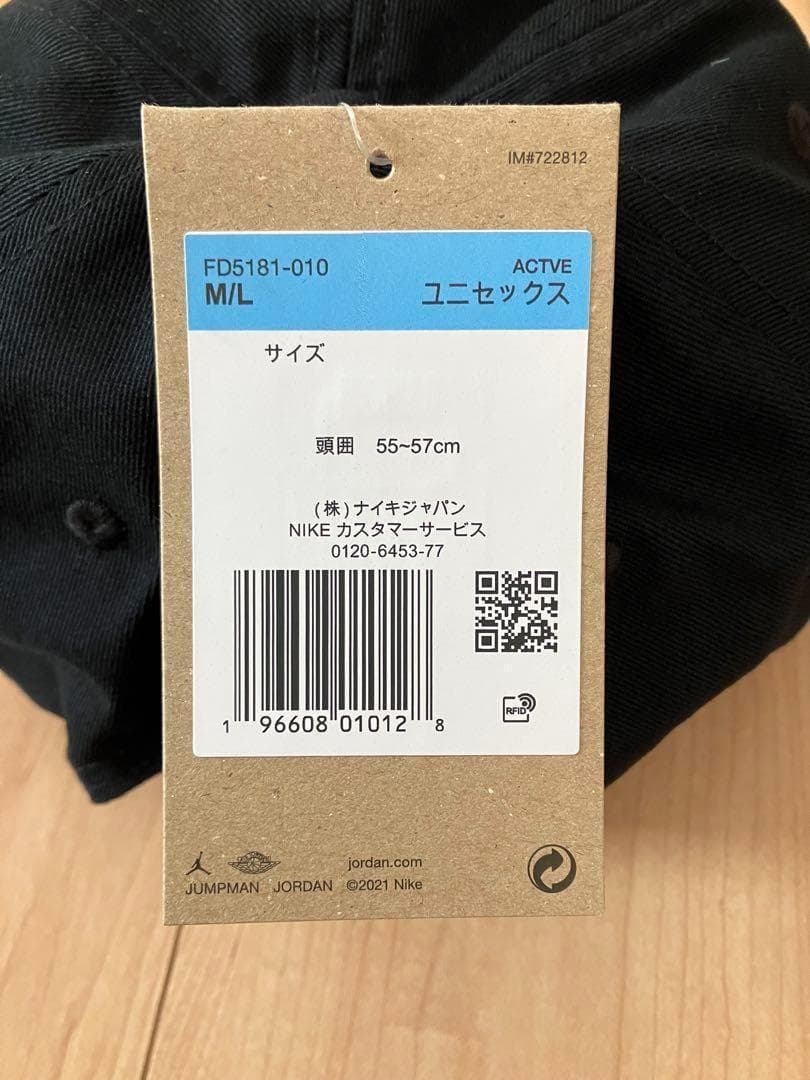 IM#722812
FD5181-010 ACTVE
M/L ユニセックス
サイズ
頭囲 55~57cm
(株)ナイキジャパン
NIKE カスタマーサービス
0120-6453-77
RFID
1 96608 01012 8
jordan.com
JUMPMAN JORDAN ©2021 Nike